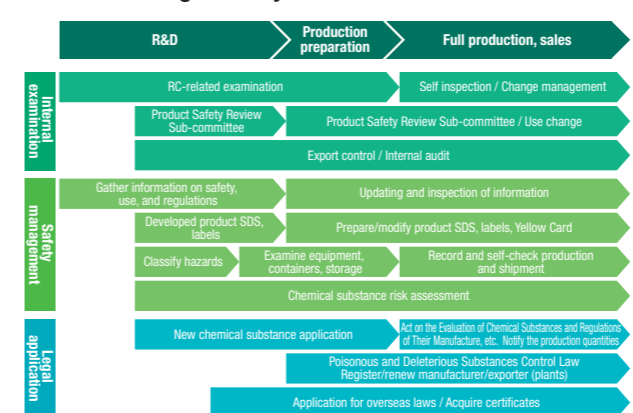 R&D
Production
preparation
Full production, sales
Internal
examination
RC-related examination
Self inspection / Change management
Product Safety Review
Sub-committee
Product Safety Review Sub-committee / Use change
Export control / Internal audit
Safety
management
Gather information on safety,
use, and regulations
Updating and inspection of information
Developed product SDS,
labels
Prepare/modify product SDS, labels, Yellow Card
Classify hazards
Examine equipment,
containers, storage
Record and self-check production
and shipment
Chemical substance risk assessment
Legal
application
New chemical substance application
Act on the Evaluation of Chemical Substances and Regulations
of Their Manufacture, etc. Notify the production quantities
Poisonous and Deleterious Substances Control Law
Register/renew manufacturer/exporter (plants)
Application for overseas laws / Acquire certificates